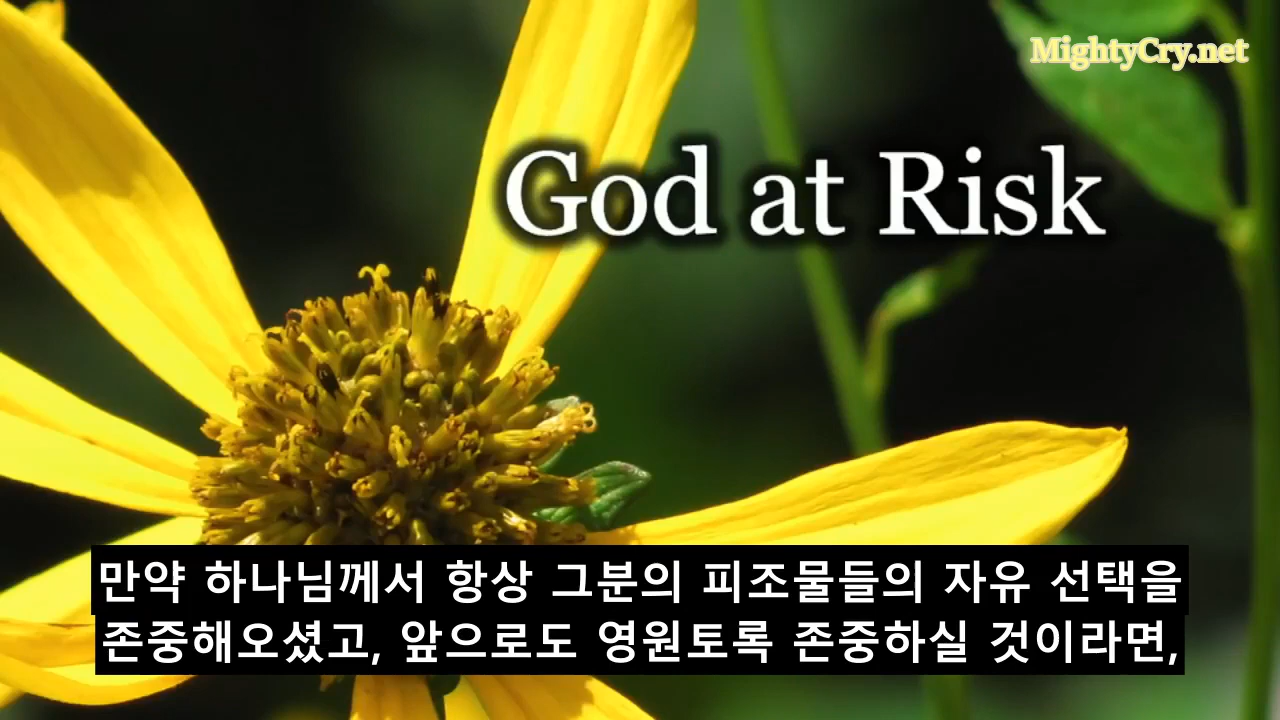 MightyCry.net
God at Risk
만약 하나님께서 항상 그분의 피조물들의 자유 선택을
존중해오셨고, 앞으로도 영원토록 존중하실 것이라면,